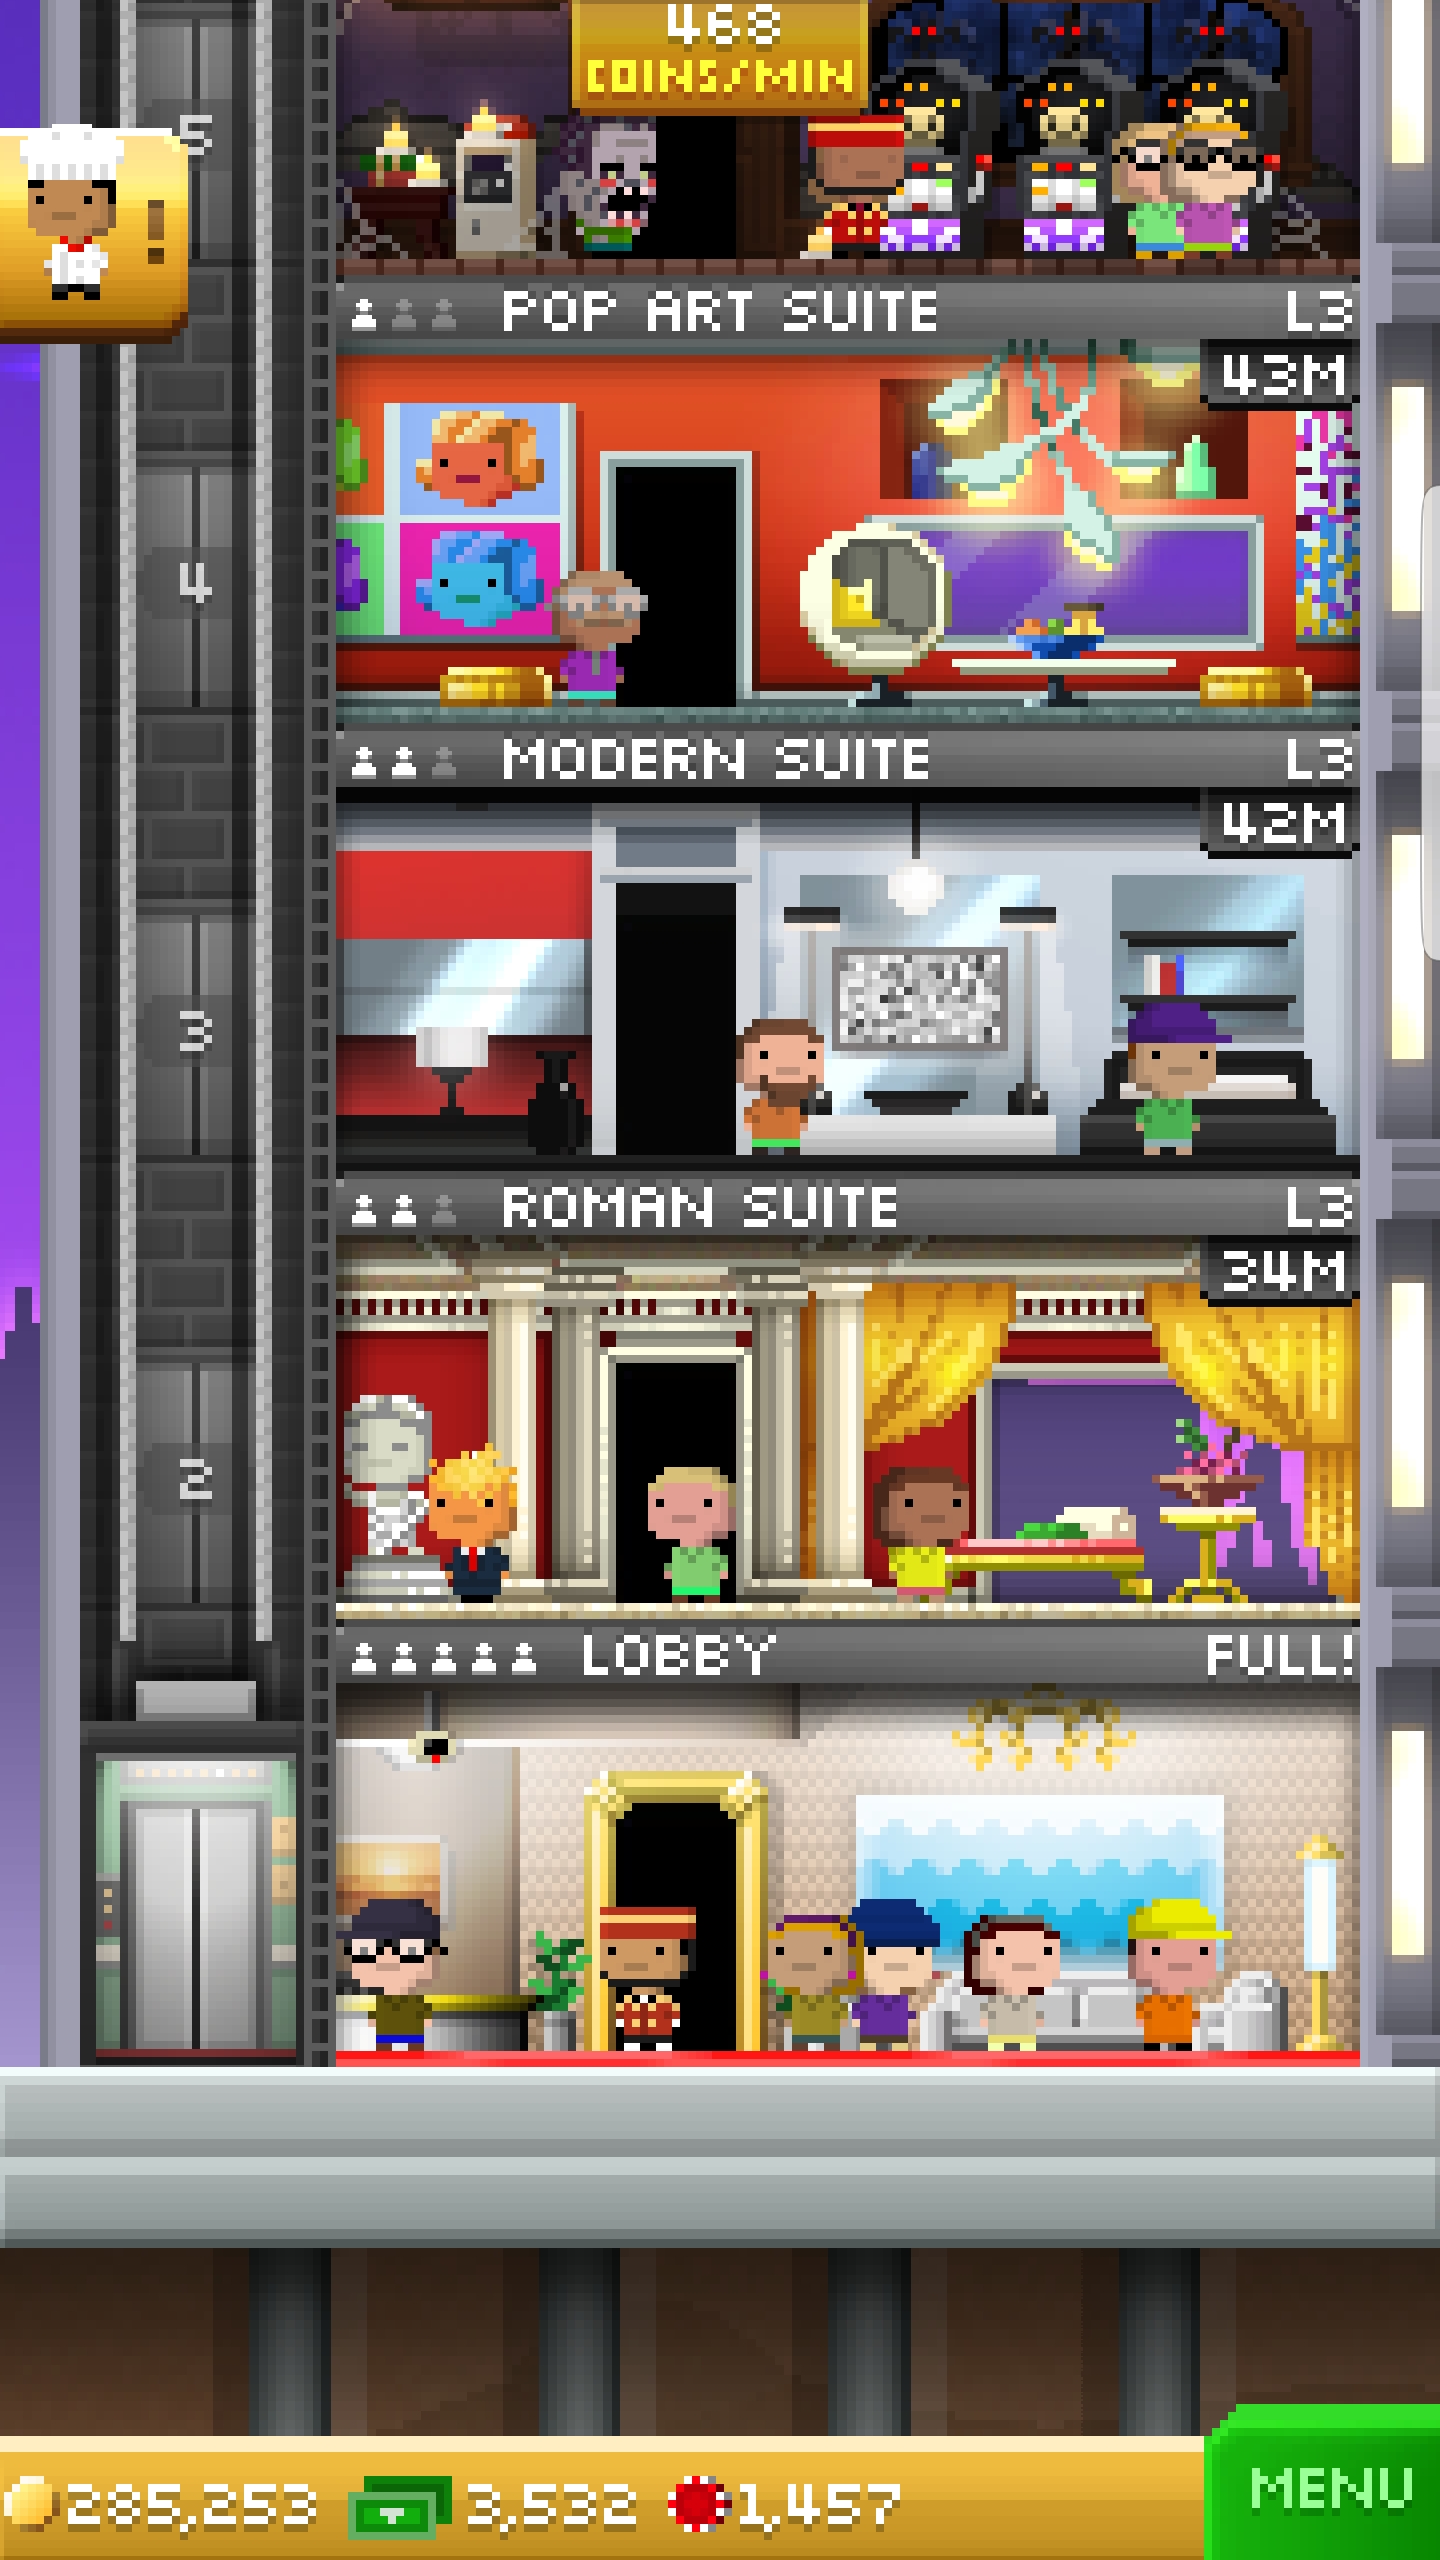 468
COINS/MIN
5
POP ART SUITE L3
43M
4
MODERN SUITE L3
42M
3
ROMAN SUITE L3
34M
2
LOBBY FULL!
285,253 3,532 1,457
MENU